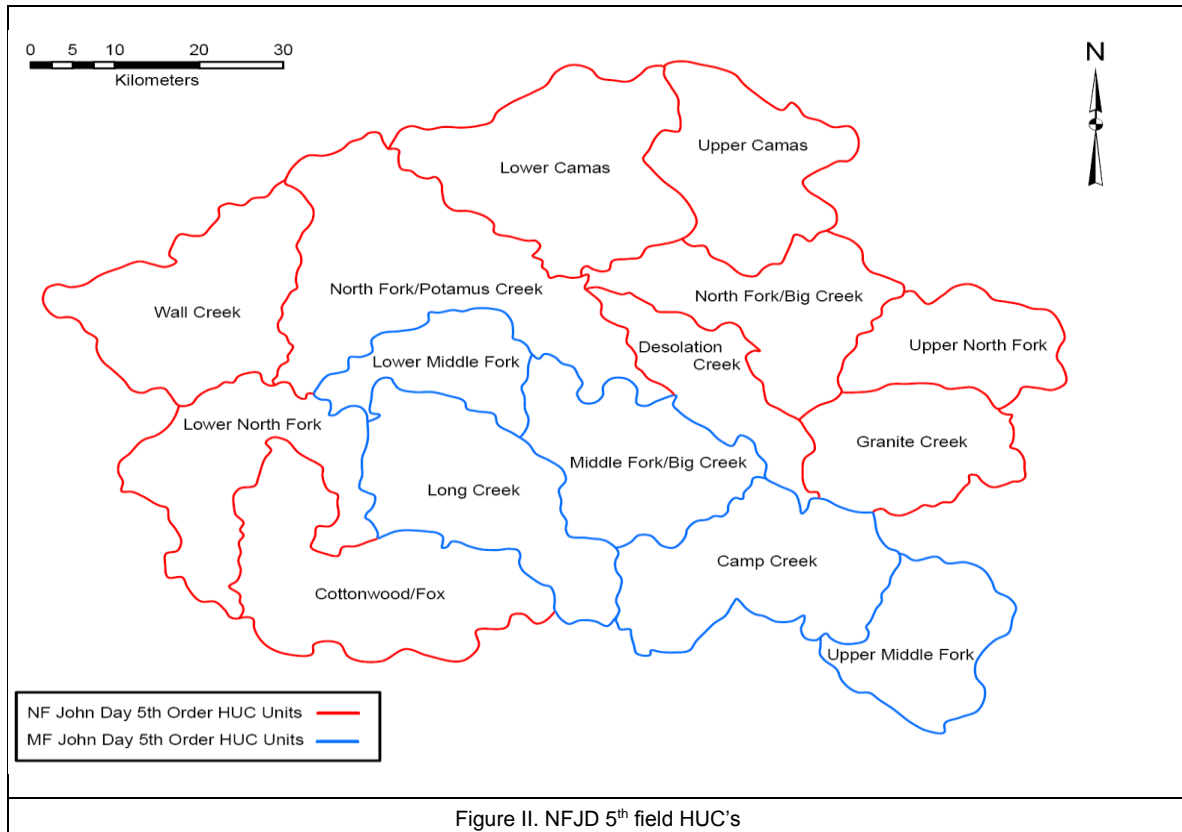 0 5 10 20 30
Kilometers
N
Upper Camas
Lower Camas
North Fork/Potamus Creek
North Fork/Big Creek
Wall Creek
Desolation
Creek
Upper North Fork
Lower Middle Fork
Lower North Fork
Granite Creek
Middle Fork/Big Creek
Long Creek
Camp Creek
Cottonwood/Fox
Upper Middle Fork
NF John Day 5th Order HUC Units
MF John Day 5th Order HUC Units
Figure II. NFJD 5th field HUC's